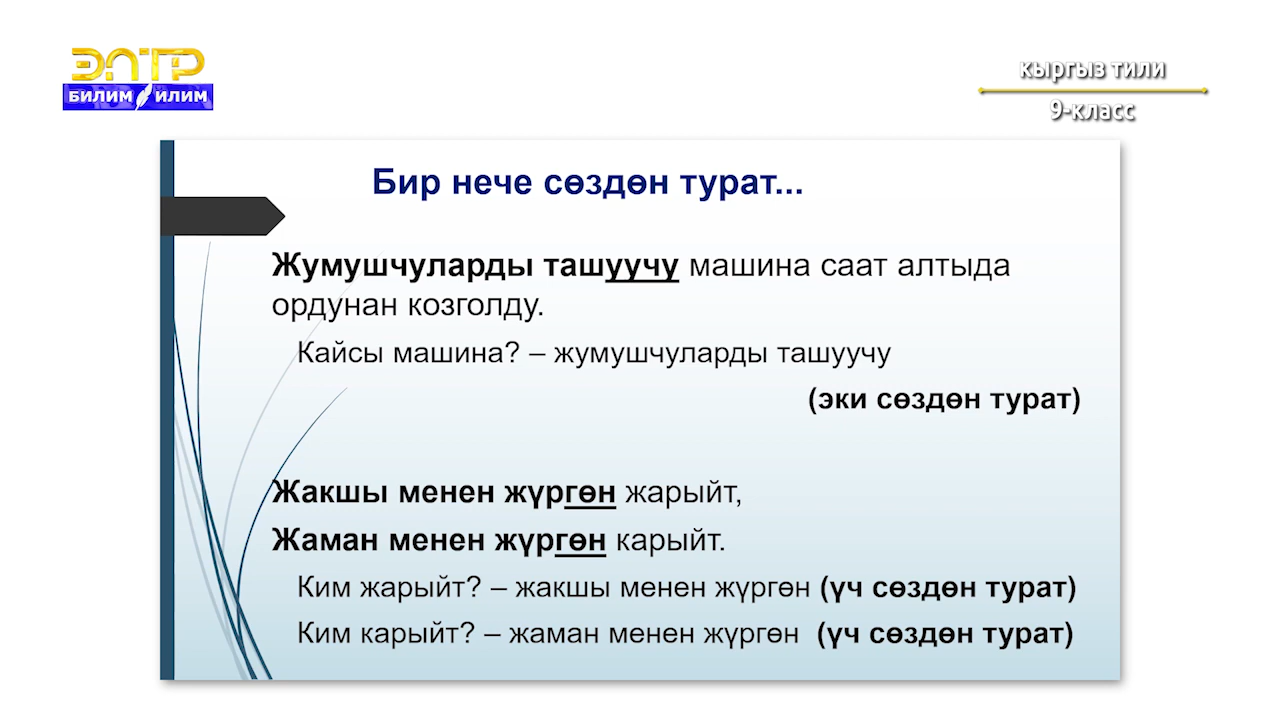 ЭЛТР
БИЛИМ ИЛИМ
кыргыз тили
9-класс
Бир нече сөздөн турат...
Жумушчуларды ташуучу машина саат алтыда
ордунан козголду.
Кайсы машина? – жумушчуларды ташуучу
(эки сөздөн турат)
Жакшы менен жүргөн жарыйт,
Жаман менен жүргөн карыйт.
Ким жарыйт? – жакшы менен жүргөн (үч сөздөн турат)
Ким карыйт? – жаман менен жүргөн (үч сөздөн турат)